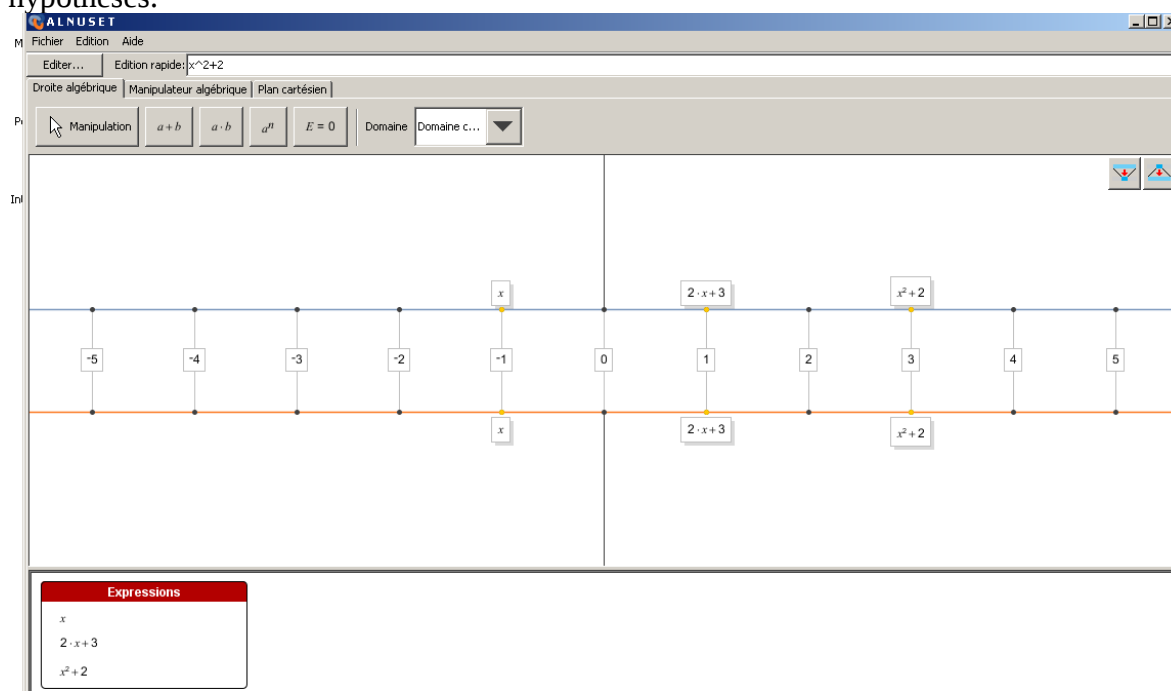 hypothèses.
ALNUSET
Fichier Edition Aide
Editer... Edition rapide: x^2+2
Droite algébrique Manipulateur algébrique Plan cartésien
Manipulation a+b a·b aⁿ E = 0 Domaine Domaine c...
x 2·x+3 x²+2
-5 -4 -3 -2 -1 0 1 2 3 4 5
x 2·x+3 x²+2
Expressions
x
2·x+3
x²+2